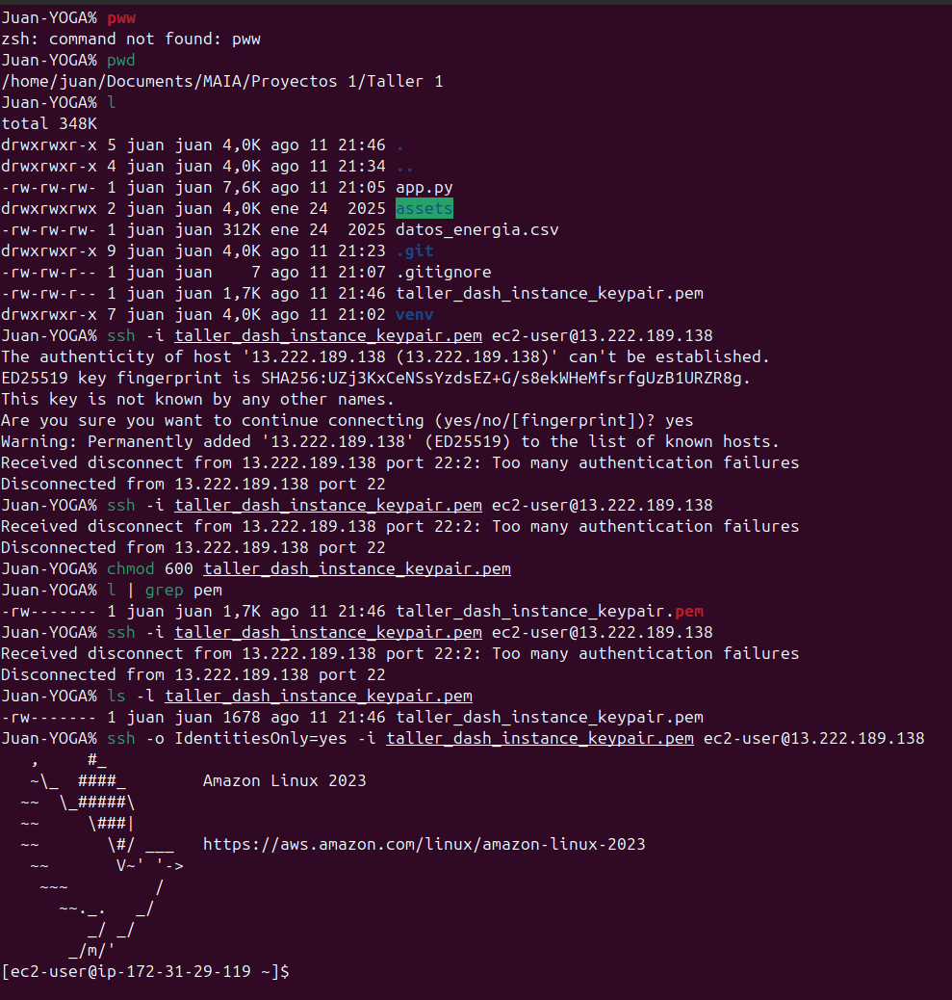 Juan-YOGA% pww
zsh: command not found: pww
Juan-YOGA% pwd
/home/juan/Documents/MAIA/Proyectos 1/Taller 1
Juan-YOGA% l
total 348K
drwxrwxr-x 5 juan juan 4,0K ago 11 21:46 .
drwxrwxr-x 4 juan juan 4,0K ago 11 21:34 ..
-rw-rw-rw- 1 juan juan 7,6K ago 11 21:05 app.py
drwxrwxrwx 2 juan juan 4,0K ene 24  2025 assets
-rw-rw-rw- 1 juan juan 312K ene 24  2025 datos_energia.csv
drwxrwxr-x 9 juan juan 4,0K ago 11 21:23 .git
-rw-rw-r-- 1 juan juan    7 ago 11 21:07 .gitignore
-rw-rw-r-- 1 juan juan 1,7K ago 11 21:46 taller_dash_instance_keypair.pem
drwxrwxr-x 7 juan juan 4,0K ago 11 21:02 venv
Juan-YOGA% ssh -i taller_dash_instance_keypair.pem ec2-user@13.222.189.138
The authenticity of host '13.222.189.138 (13.222.189.138)' can't be established.
ED25519 key fingerprint is SHA256:UZj3KxCeNSsYzdsEZ+G/s8ekWHeMfsrfgUzB1URZR8g.
This key is not known by any other names.
Are you sure you want to continue connecting (yes/no/[fingerprint])? yes
Warning: Permanently added '13.222.189.138' (ED25519) to the list of known hosts.
Received disconnect from 13.222.189.138 port 22:2: Too many authentication failures
Disconnected from 13.222.189.138 port 22
Juan-YOGA% ssh -i taller_dash_instance_keypair.pem ec2-user@13.222.189.138
Received disconnect from 13.222.189.138 port 22:2: Too many authentication failures
Disconnected from 13.222.189.138 port 22
Juan-YOGA% chmod 600 taller_dash_instance_keypair.pem
Juan-YOGA% l | grep pem
-rw------- 1 juan juan 1,7K ago 11 21:46 taller_dash_instance_keypair.pem
Juan-YOGA% ssh -i taller_dash_instance_keypair.pem ec2-user@13.222.189.138
Received disconnect from 13.222.189.138 port 22:2: Too many authentication failures
Disconnected from 13.222.189.138 port 22
Juan-YOGA% ls -l taller_dash_instance_keypair.pem
-rw------- 1 juan juan 1678 ago 11 21:46 taller_dash_instance_keypair.pem
Juan-YOGA% ssh -o IdentitiesOnly=yes -i taller_dash_instance_keypair.pem ec2-user@13.222.189.138
   ,     #_
   ~\_  ####_        Amazon Linux 2023
  ~~  \_#####\
  ~~     \###|
  ~~       \#/ ___   https://aws.amazon.com/linux/amazon-linux-2023
   ~~       V~' '->
    ~~~         /
      ~~._.   _/
         _/ _/
       _/m/'
[ec2-user@ip-172-31-29-119 ~]$